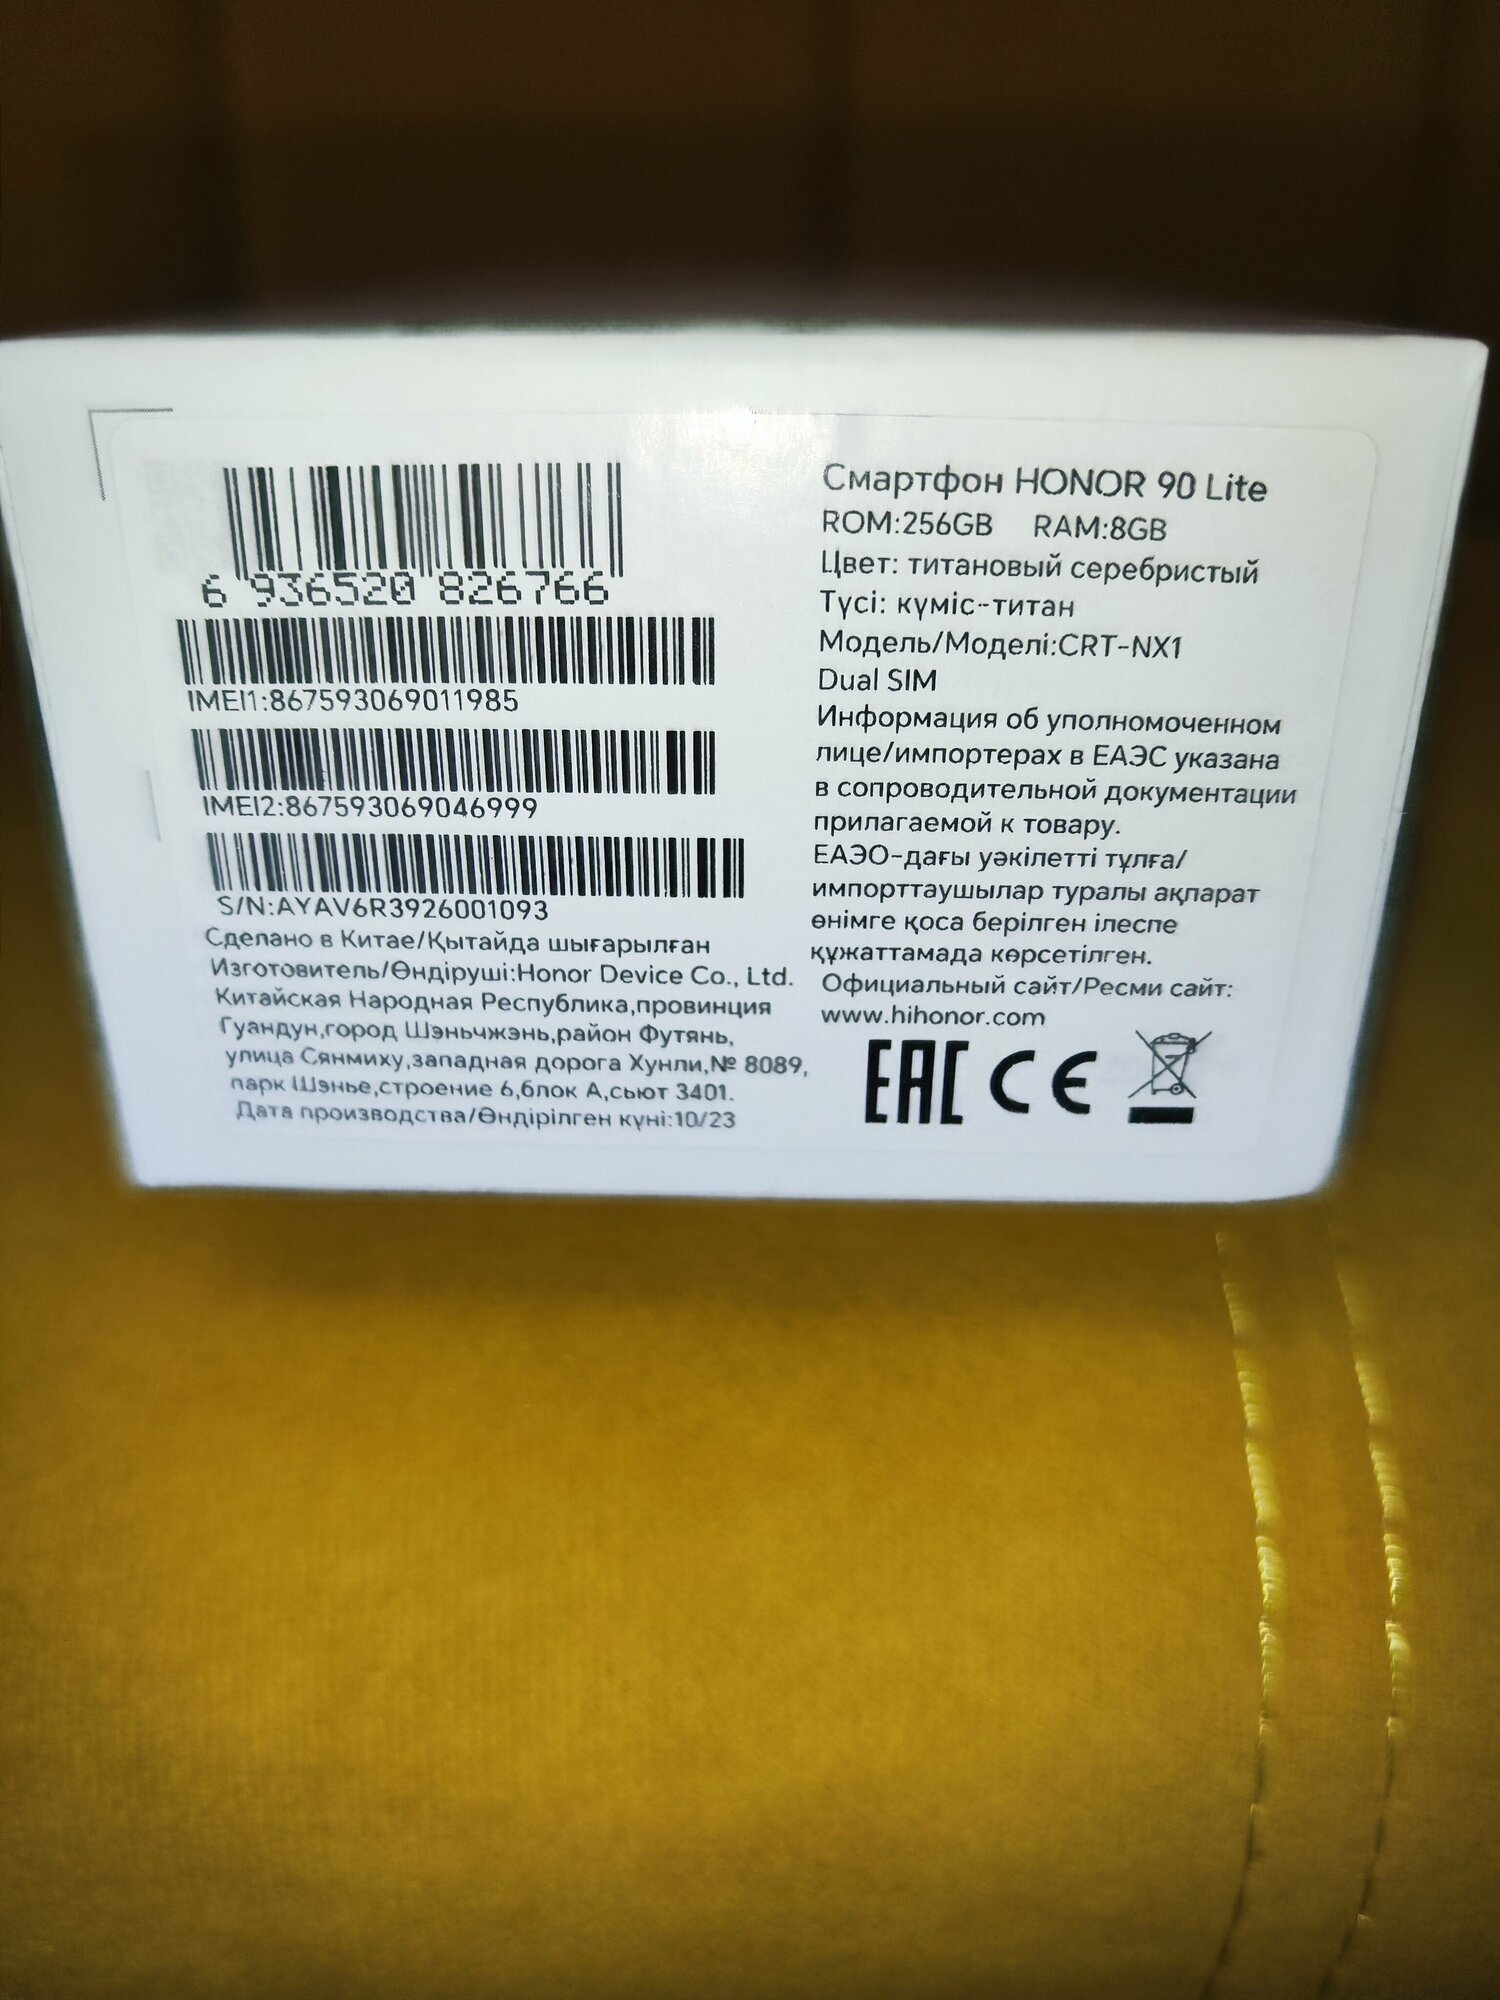 6 936520 826766
IMEI1:867593069011985
IMEI2:867593069046999
S/N:AYAV6R3926001093
Сделано в Китае/Қытайда шығарылған
Изготовитель/Өндіруші:Honor Device Co., Ltd.
Китайская Народная Республика,провинция
Гуандун,город Шэньчжэнь,район Футянь,
улица Сянмиху,западная дорога Хунли,№ 8089,
парк Шэнье,строение 6,блок А,сьют 3401.
Дата производства/Өндірілген күні:10/23
Смартфон HONOR 90 Lite
ROM:256GB RAM:8GB
Цвет: титановый серебристый
Түсі: күміс-титан
Модель/Моделі:CRT-NX1
Dual SIM
Информация об уполномоченном
лице/импортерах в ЕАЭС указана
в сопроводительной документации
прилагаемой к товару.
ЕАЭО-дағы уәкілетті тұлға/
импорттаушылар туралы ақпарат
өнімге қоса берілген ілеспе
құжаттамада көрсетілген.
Официальный сайт/Ресми сайт:
www.hihonor.com
EAC CE